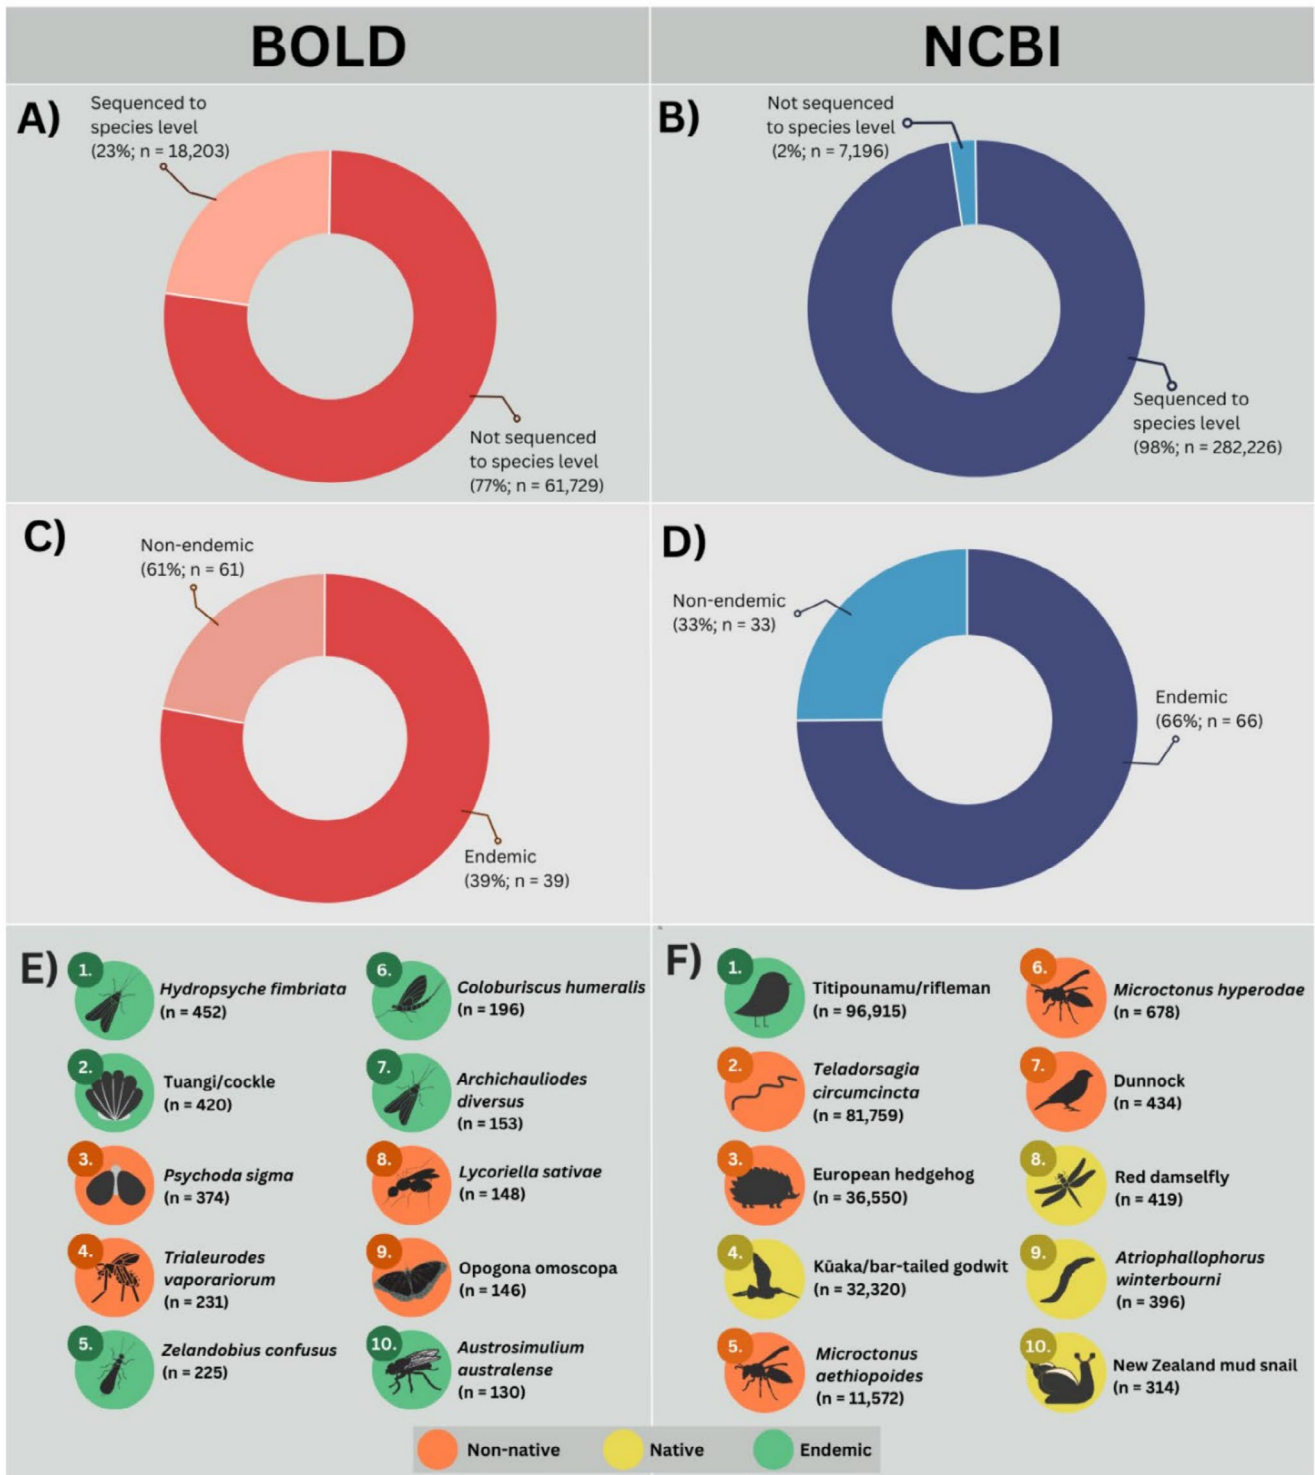 BOLD
NCBI
A)
Sequenced to
species level
(23%; n = 18,203)
Not sequenced
to species level
(77%; n = 61,729)
B)
Not sequenced
to species level
(2%; n = 7,196)
Sequenced to
species level
(98%; n = 282,226)
C)
Non-endemic
(61%; n = 61)
Endemic
(39%; n = 39)
D)
Non-endemic
(33%; n = 33)
Endemic
(66%; n = 66)
E)
1.
Hydropsyche fimbriata
(n = 452)
2.
Tuangi/cockle
(n = 420)
3.
Psychoda sigma
(n = 374)
4.
Trialeurodes
vaporariorum
(n = 231)
5.
Zelandobius confusus
(n = 225)
6.
Coloburiscus humeralis
(n = 196)
7.
Archichauliodes
diversus
(n = 153)
8.
Lycoriella sativae
(n = 148)
9.
Opogona omoscopa
(n = 146)
10.
Austrosimulium
australense
(n = 130)
F)
1.
Titipounamu/rifleman
(n = 96,915)
2.
Teladorsagia
circumcincta
(n = 81,759)
3.
European hedgehog
(n = 36,550)
4.
Kūaka/bar-tailed godwit
(n = 32,320)
5.
Microctonus
aethiopoides
(n = 11,572)
6.
Microctonus hyperodae
(n = 678)
7.
Dunnock
(n = 434)
8.
Red damselfly
(n = 419)
9.
Atriophallophorus
winterbourni
(n = 396)
10.
New Zealand mud snail
(n = 314)
Non-native
Native
Endemic